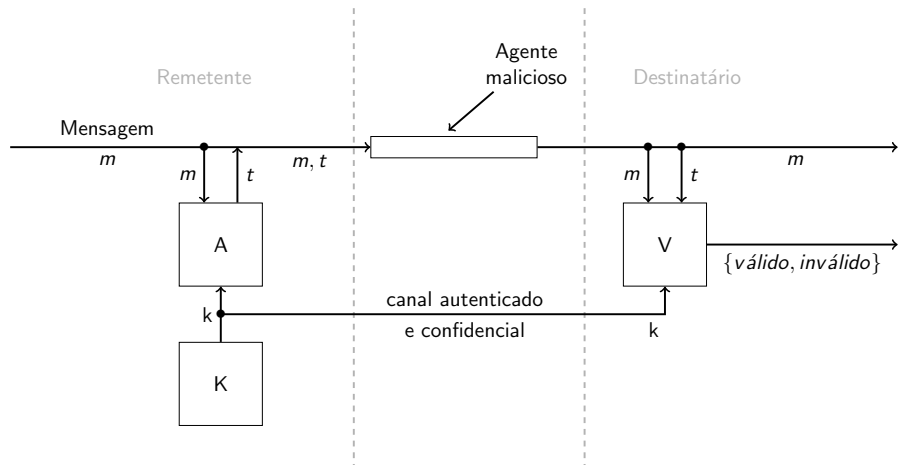 Agente
malicioso
Remetente
Destinatário
Mensagem
m
m, t
m
m
t
m
t
A
V
{válido, inválido}
canal autenticado
e confidencial
k
k
K